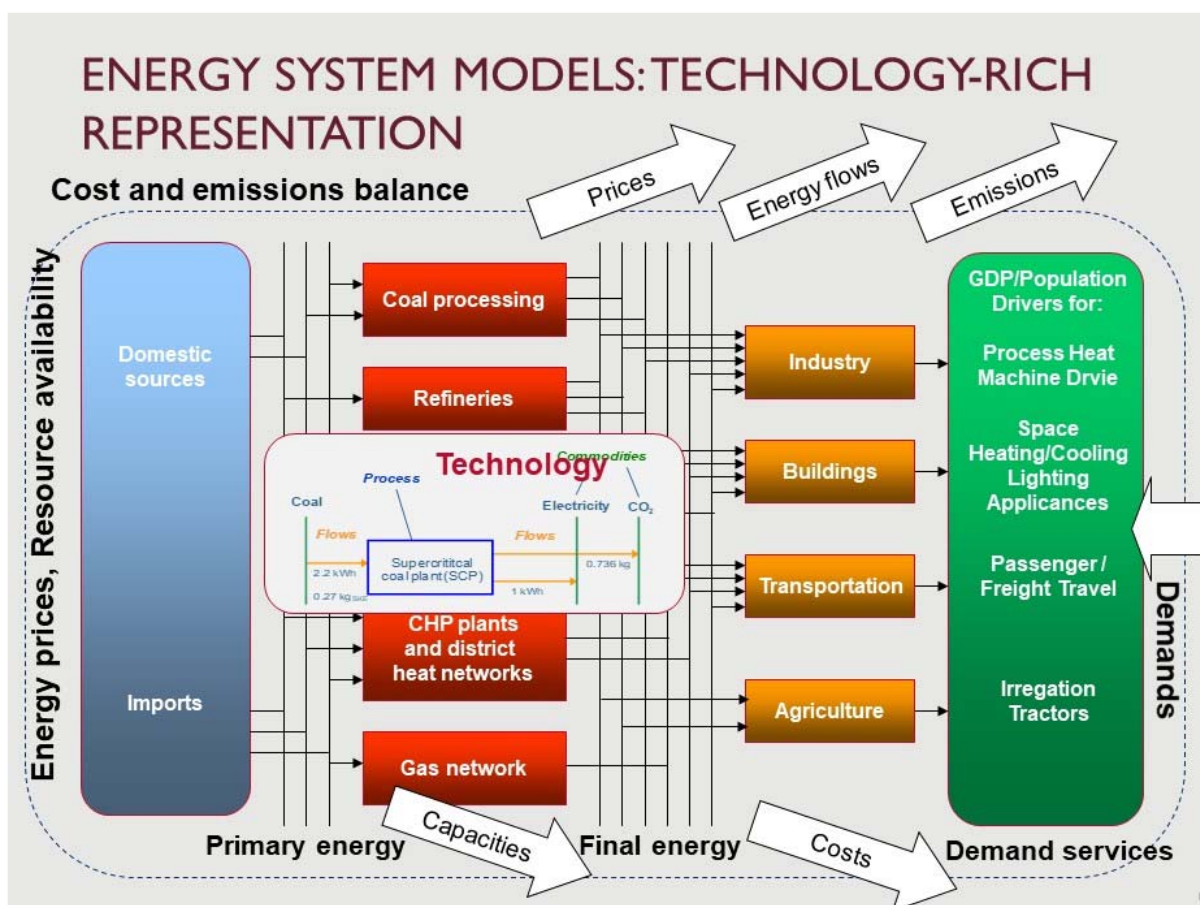 ENERGY SYSTEM MODELS: TECHNOLOGY-RICH
REPRESENTATION
Cost and emissions balance
Prices
Energy flows
Emissions
Energy prices, Resource availability
Domestic
sources
Imports
Coal processing
Refineries
Technology
Commodities
Process
Coal
Electricity
CO₂
Flows
Flows
Supercritital
coal plant(SCP)
2.2 kWh
0.736 kg
1 kWh
0.27 kg
CHP plants
and district
heat networks
Gas network
Industry
Buildings
Transportation
Agriculture
GDP/Population
Drivers for:
Process Heat
Machine Drvie
Space
Heating/Cooling
Lighting
Applicances
Passenger /
Freight Travel
Irregation
Tractors
Demands
Primary energy
Capacities
Final energy
Costs
Demand services